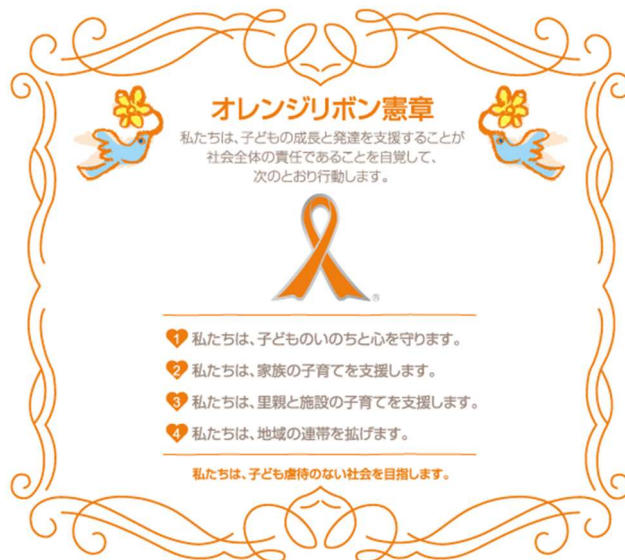 オレンジリボン憲章
私たちは、子どもの成長と発達を支援することが
社会全体の責任であることを自覚して、
次のとおり行動します。
®
1 私たちは、子どものいのちと心を守ります。
2 私たちは、家族の子育てを支援します。
3 私たちは、里親と施設の子育てを支援します。
4 私たちは、地域の連帯を拡げます。
私たちは、子ども虐待のない社会を目指します。